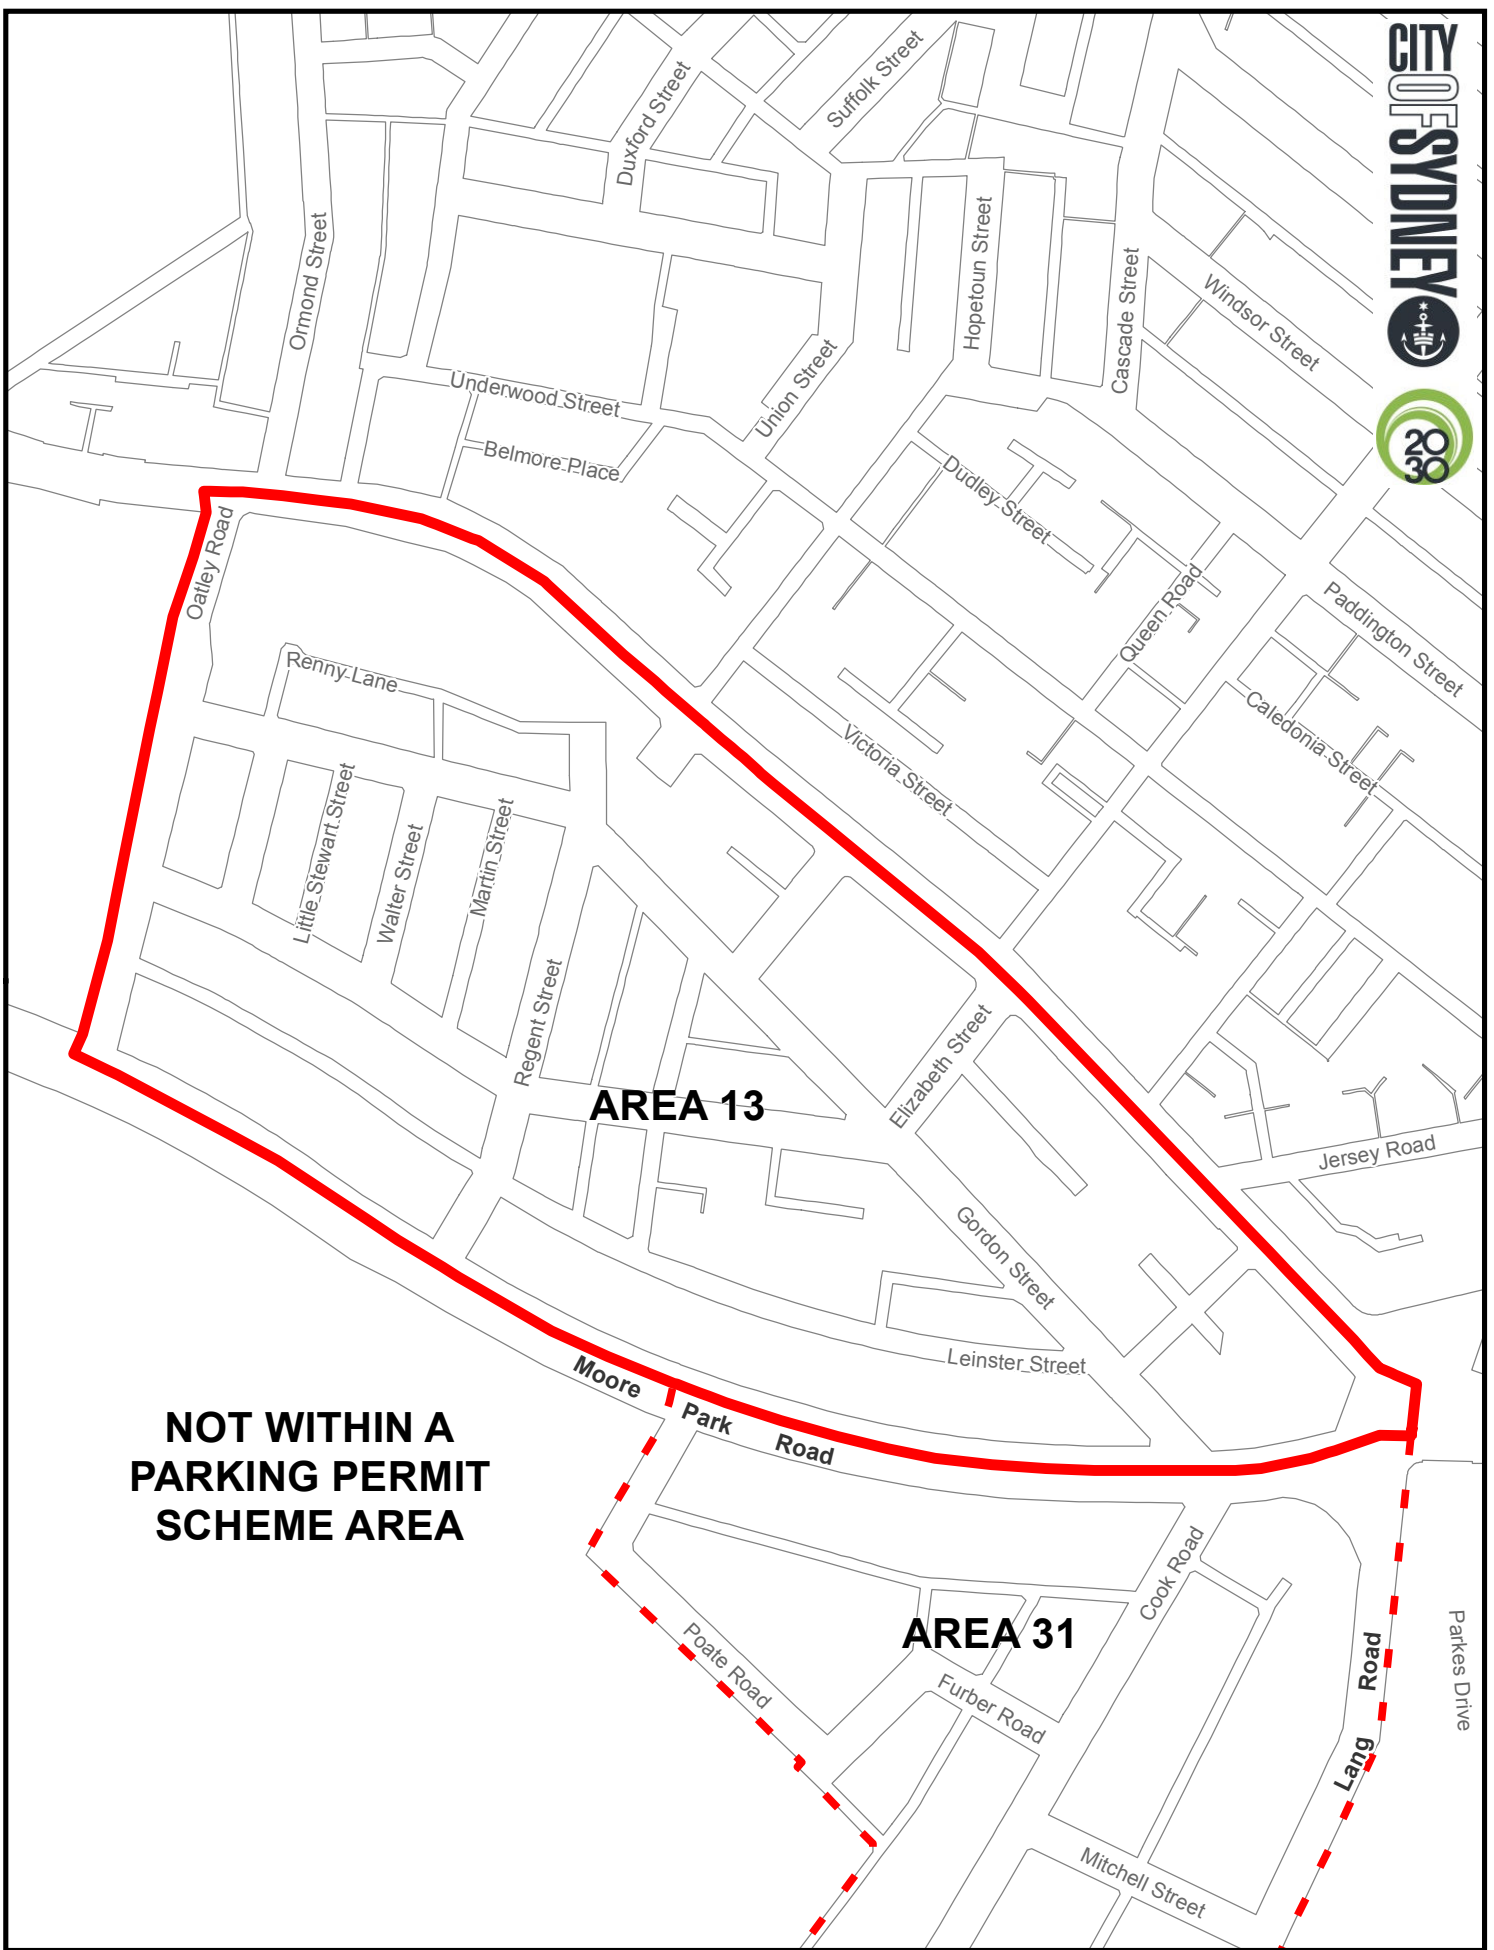 CITY OF SYDNEY
2030
Suffolk Street
Duxford Street
Ormond Street
Hopetoun Street
Cascade Street
Windsor Street
Union Street
Underwood Street
Belmore Place
Dudley Street
Oatley Road
Queen Road
Paddington Street
Renny Lane
Caledonia Street
Victoria Street
Little Stewart Street
Walter Street
Martin Street
Regent Street
Elizabeth Street
AREA 13
Jersey Road
Gordon Street
Leinster Street
Moore Park Road
NOT WITHIN A
PARKING PERMIT
SCHEME AREA
Cook Road
AREA 31
Poate Road
Furber Road
Lang Road
Parkes Drive
Mitchell Street